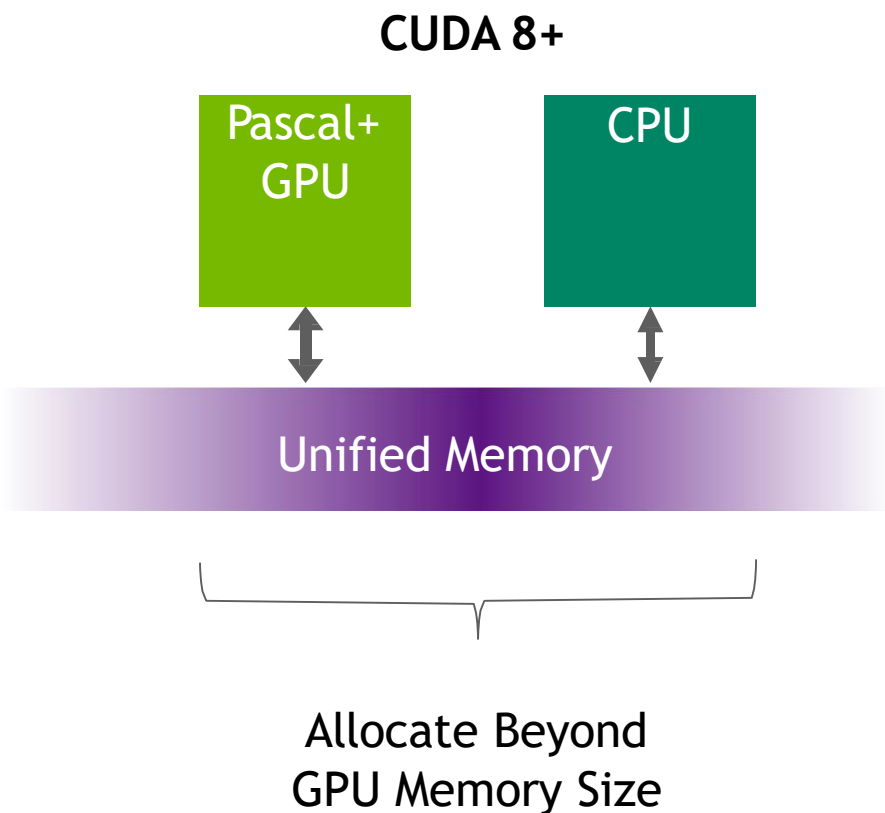 CUDA 8+
Pascal+ CPU
GPU
Unified Memory
Allocate Beyond
GPU Memory Size